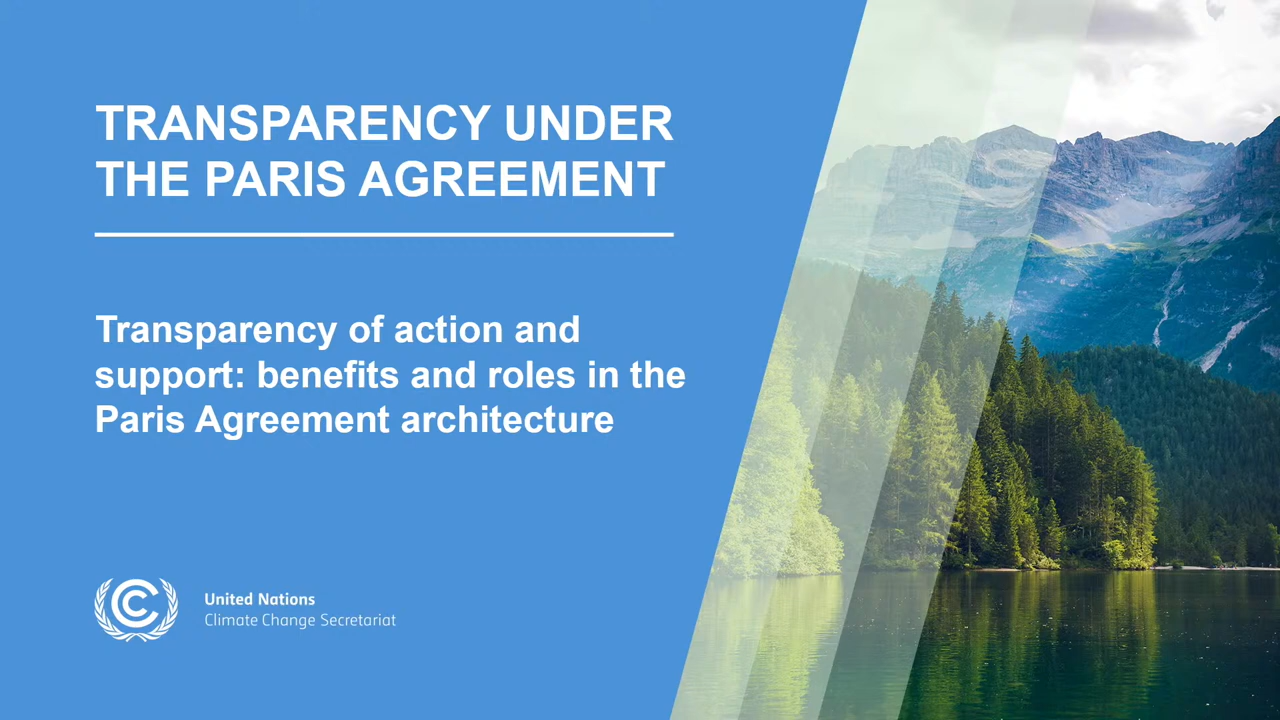 TRANSPARENCY UNDER
THE PARIS AGREEMENT
Transparency of action and
support: benefits and roles in the
Paris Agreement architecture
United Nations
Climate Change Secretariat